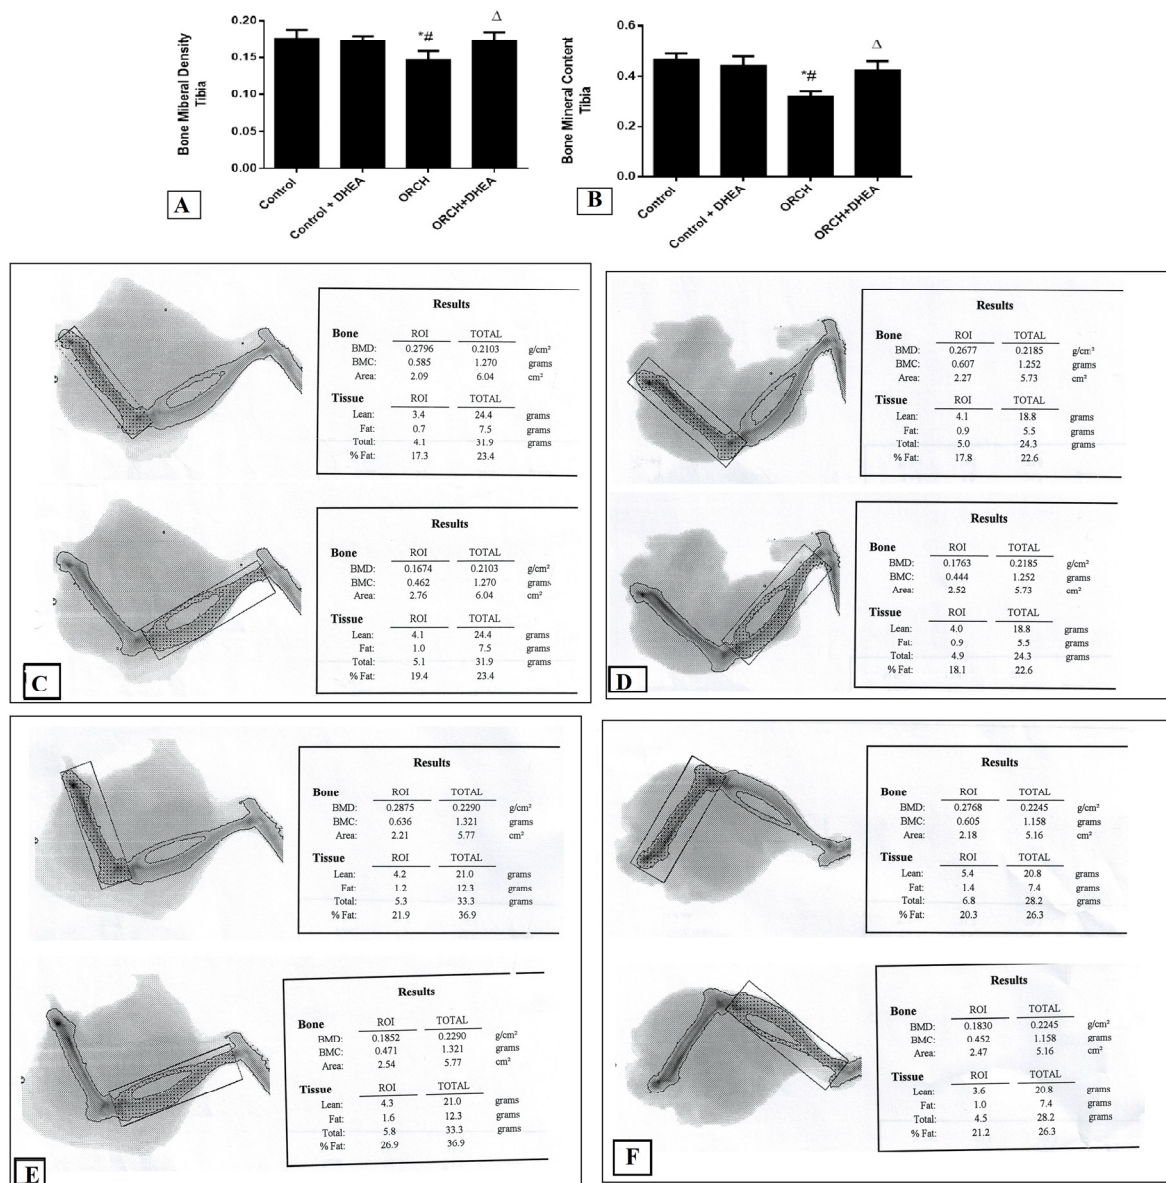 0.20
0.15
0.10
0.05
0.00
Bone Miberal Density
Tibia
*#
Δ
Control
Control + DHEA
ORCH
ORCH+DHEA
A
0.6
0.4
0.2
0.0
Bone Mineral Content
Tibia
*#
Δ
Control
Control + DHEA
ORCH
ORCH+DHEA
B
Results
Bone ROI TOTAL
BMD: 0.2796 0.2103 g/cm²
BMC: 0.585 1.270 grams
Area: 2.09 6.04 cm²
Tissue ROI TOTAL
Lean: 3.4 24.4 grams
Fat: 0.7 7.5 grams
Total: 4.1 31.9 grams
% Fat: 17.3 23.4
Results
Bone ROI TOTAL
BMD: 0.1674 0.2103 g/cm²
BMC: 0.462 1.270 grams
Area: 2.76 6.04 cm²
Tissue ROI TOTAL
Lean: 4.1 24.4 grams
Fat: 1.0 7.5 grams
Total: 5.1 31.9 grams
% Fat: 19.4 23.4
C
Results
Bone ROI TOTAL
BMD: 0.2677 0.2185 g/cm²
BMC: 0.607 1.252 grams
Area: 2.27 5.73 cm²
Tissue ROI TOTAL
Lean: 4.1 18.8 grams
Fat: 0.9 5.5 grams
Total: 5.0 24.3 grams
% Fat: 17.8 22.6
Results
Bone ROI TOTAL
BMD: 0.1763 0.2185 g/cm²
BMC: 0.444 1.252 grams
Area: 2.52 5.73 cm²
Tissue ROI TOTAL
Lean: 4.0 18.8 grams
Fat: 0.9 5.5 grams
Total: 4.9 24.3 grams
% Fat: 18.1 22.6
D
Results
Bone ROI TOTAL
BMD: 0.2875 0.2290 g/cm²
BMC: 0.636 1.321 grams
Area: 2.21 5.77 cm²
Tissue ROI TOTAL
Lean: 4.2 21.0 grams
Fat: 1.2 12.3 grams
Total: 5.3 33.3 grams
% Fat: 21.9 36.9
Results
Bone ROI TOTAL
BMD: 0.1852 0.2290 g/cm²
BMC: 0.471 1.321 grams
Area: 2.54 5.77 cm²
Tissue ROI TOTAL
Lean: 4.3 21.0 grams
Fat: 1.6 12.3 grams
Total: 5.8 33.3 grams
% Fat: 26.9 36.9
E
Results
Bone ROI TOTAL
BMD: 0.2768 0.2245 g/cm²
BMC: 0.605 1.158 grams
Area: 2.18 5.16 cm²
Tissue ROI TOTAL
Lean: 5.4 20.8 grams
Fat: 1.4 7.4 grams
Total: 6.8 28.2 grams
% Fat: 20.3 26.3
Results
Bone ROI TOTAL
BMD: 0.1830 0.2245 g/cm²
BMC: 0.452 1.158 grams
Area: 2.47 5.16 cm²
Tissue ROI TOTAL
Lean: 3.6 20.8 grams
Fat: 1.0 7.4 grams
Total: 4.5 28.2 grams
% Fat: 21.2 26.3
F